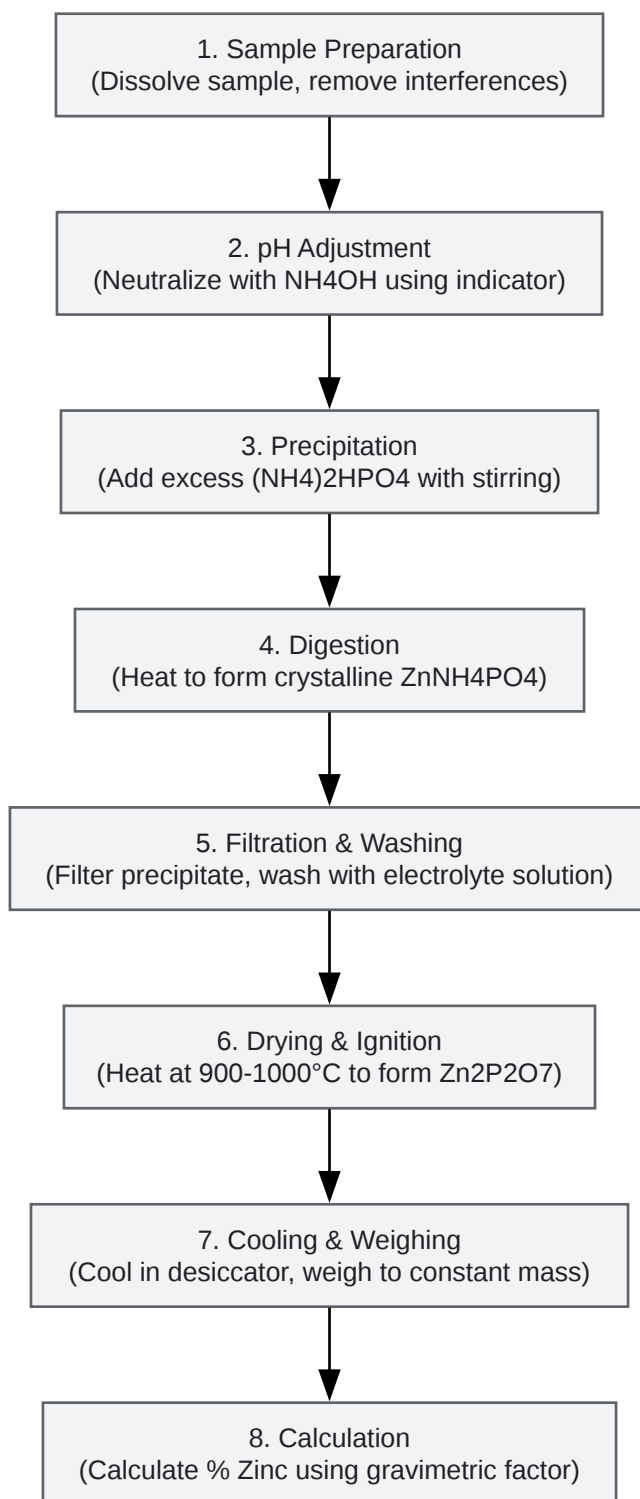 1. Sample Preparation
(Dissolve sample, remove interferences)
2. pH Adjustment
(Neutralize with NH4OH using indicator)
3. Precipitation
(Add excess (NH4)2HPO4 with stirring)
4. Digestion
(Heat to form crystalline ZnNH4PO4)
5. Filtration & Washing
(Filter precipitate, wash with electrolyte solution)
6. Drying & Ignition
(Heat at 900-1000°C to form Zn2P2O7)
7. Cooling & Weighing
(Cool in desiccator, weigh to constant mass)
8. Calculation
(Calculate % Zinc using gravimetric factor)